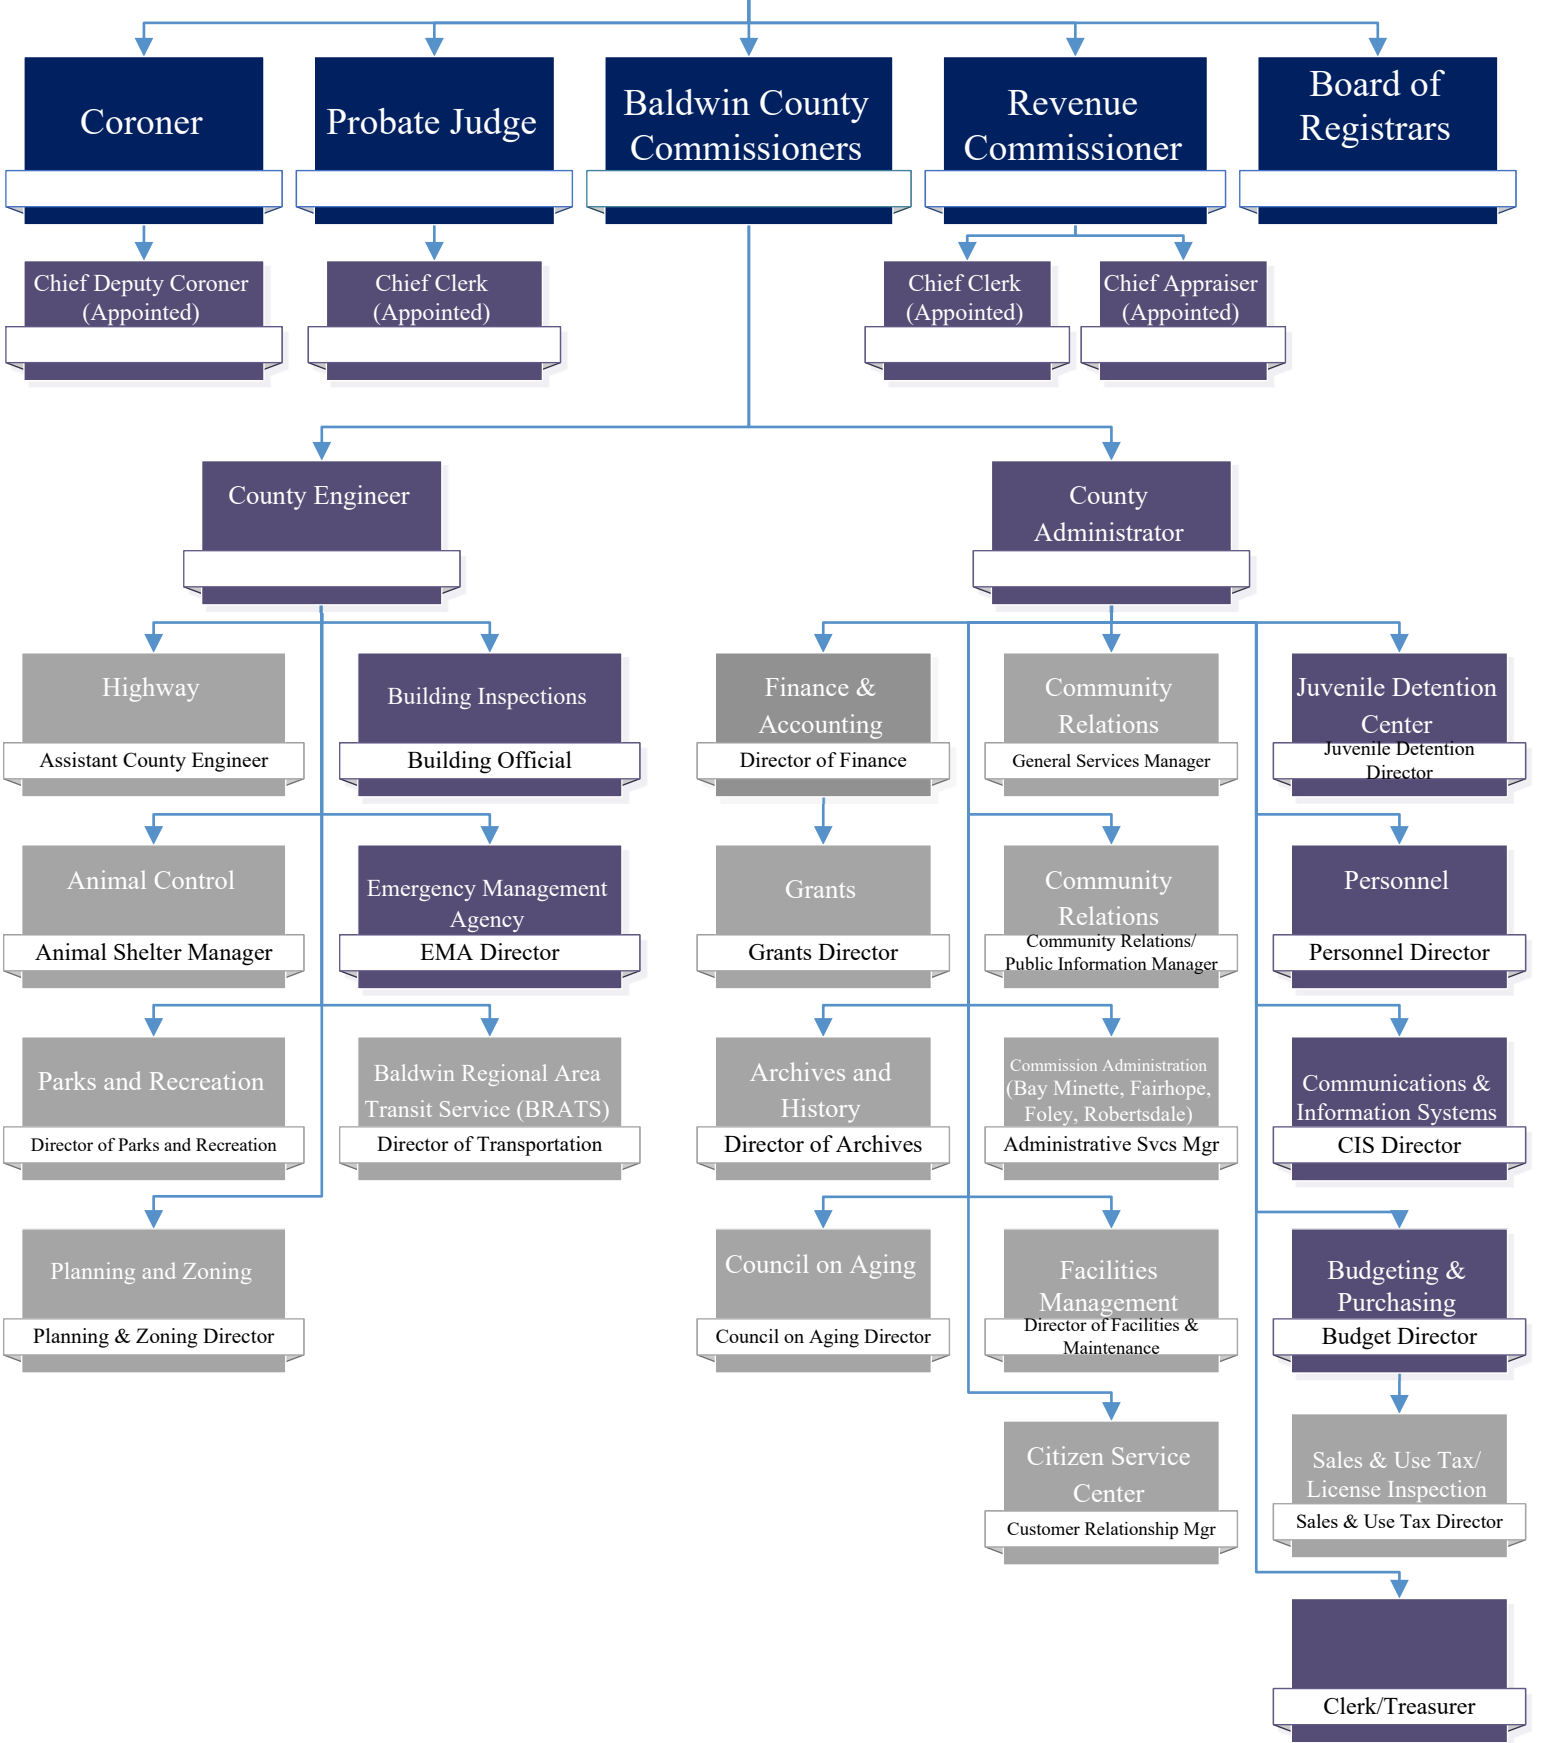 Coroner
Probate Judge
Baldwin County
Commissioners
Revenue
Commissioner
Board of
Registrars
Chief Deputy Coroner
(Appointed)
Chief Clerk
(Appointed)
Chief Clerk
(Appointed)
Chief Appraiser
(Appointed)
County Engineer
County
Administrator
Highway
Assistant County Engineer
Building Inspections
Building Official
Finance &
Accounting
Director of Finance
Community
Relations
General Services Manager
Juvenile Detention
Center
Juvenile Detention
Director
Animal Control
Animal Shelter Manager
Emergency Management
Agency
EMA Director
Grants
Grants Director
Community
Relations
Community Relations/
Public Information Manager
Personnel
Personnel Director
Parks and Recreation
Director of Parks and Recreation
Baldwin Regional Area
Transit Service (BRATS)
Director of Transportation
Archives and
History
Director of Archives
Commission Administration
(Bay Minette, Fairhope,
Foley, Robertsdale)
Administrative Svcs Mgr
Communications &
Information Systems
CIS Director
Planning and Zoning
Planning & Zoning Director
Council on Aging
Council on Aging Director
Facilities
Management
Director of Facilities &
Maintenance
Budgeting &
Purchasing
Budget Director
Citizen Service
Center
Customer Relationship Mgr
Sales & Use Tax/
License Inspection
Sales & Use Tax Director
Clerk/Treasurer